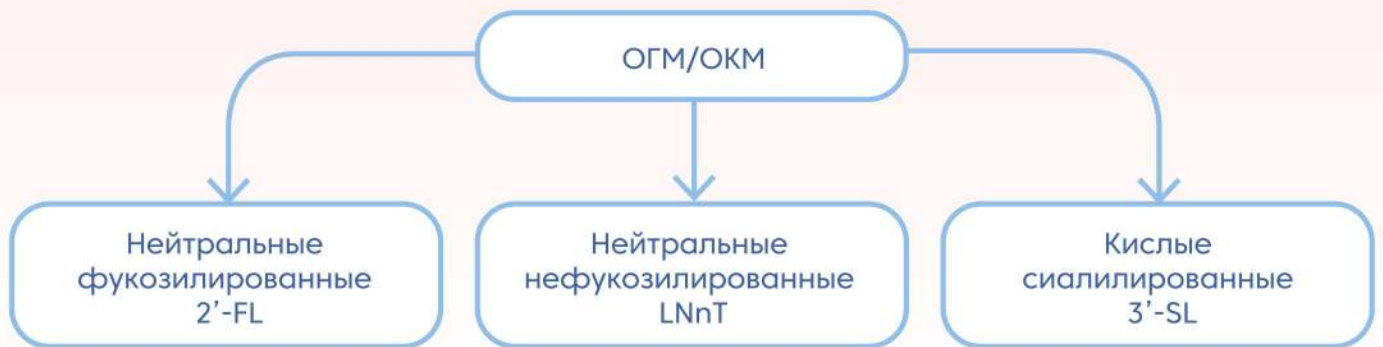 ОГМ/ОКМ
Нейтральные
фукозилированные
2’-FL
Нейтральные
нефукозилированные
LNnT
Кислые
сиалилированные
3’-SL